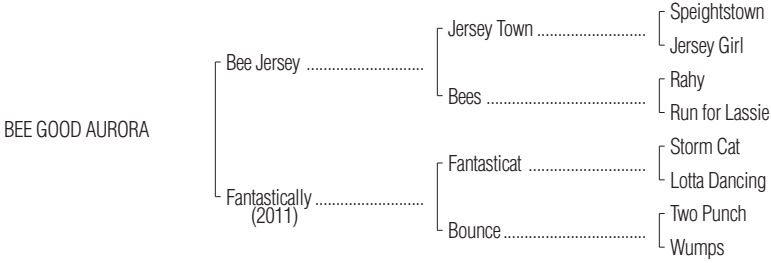 Speightstown
Jersey Town ..........................
Jersey Girl
Bee Jersey ............................
Rahy
Bees ......................................
Run for Lassie
BEE GOOD AURORA
Storm Cat
Fantasticat ............................
Lotta Dancing
Fantastically ..........................
(2011)
Two Punch
Bounce ..................................
Wumps